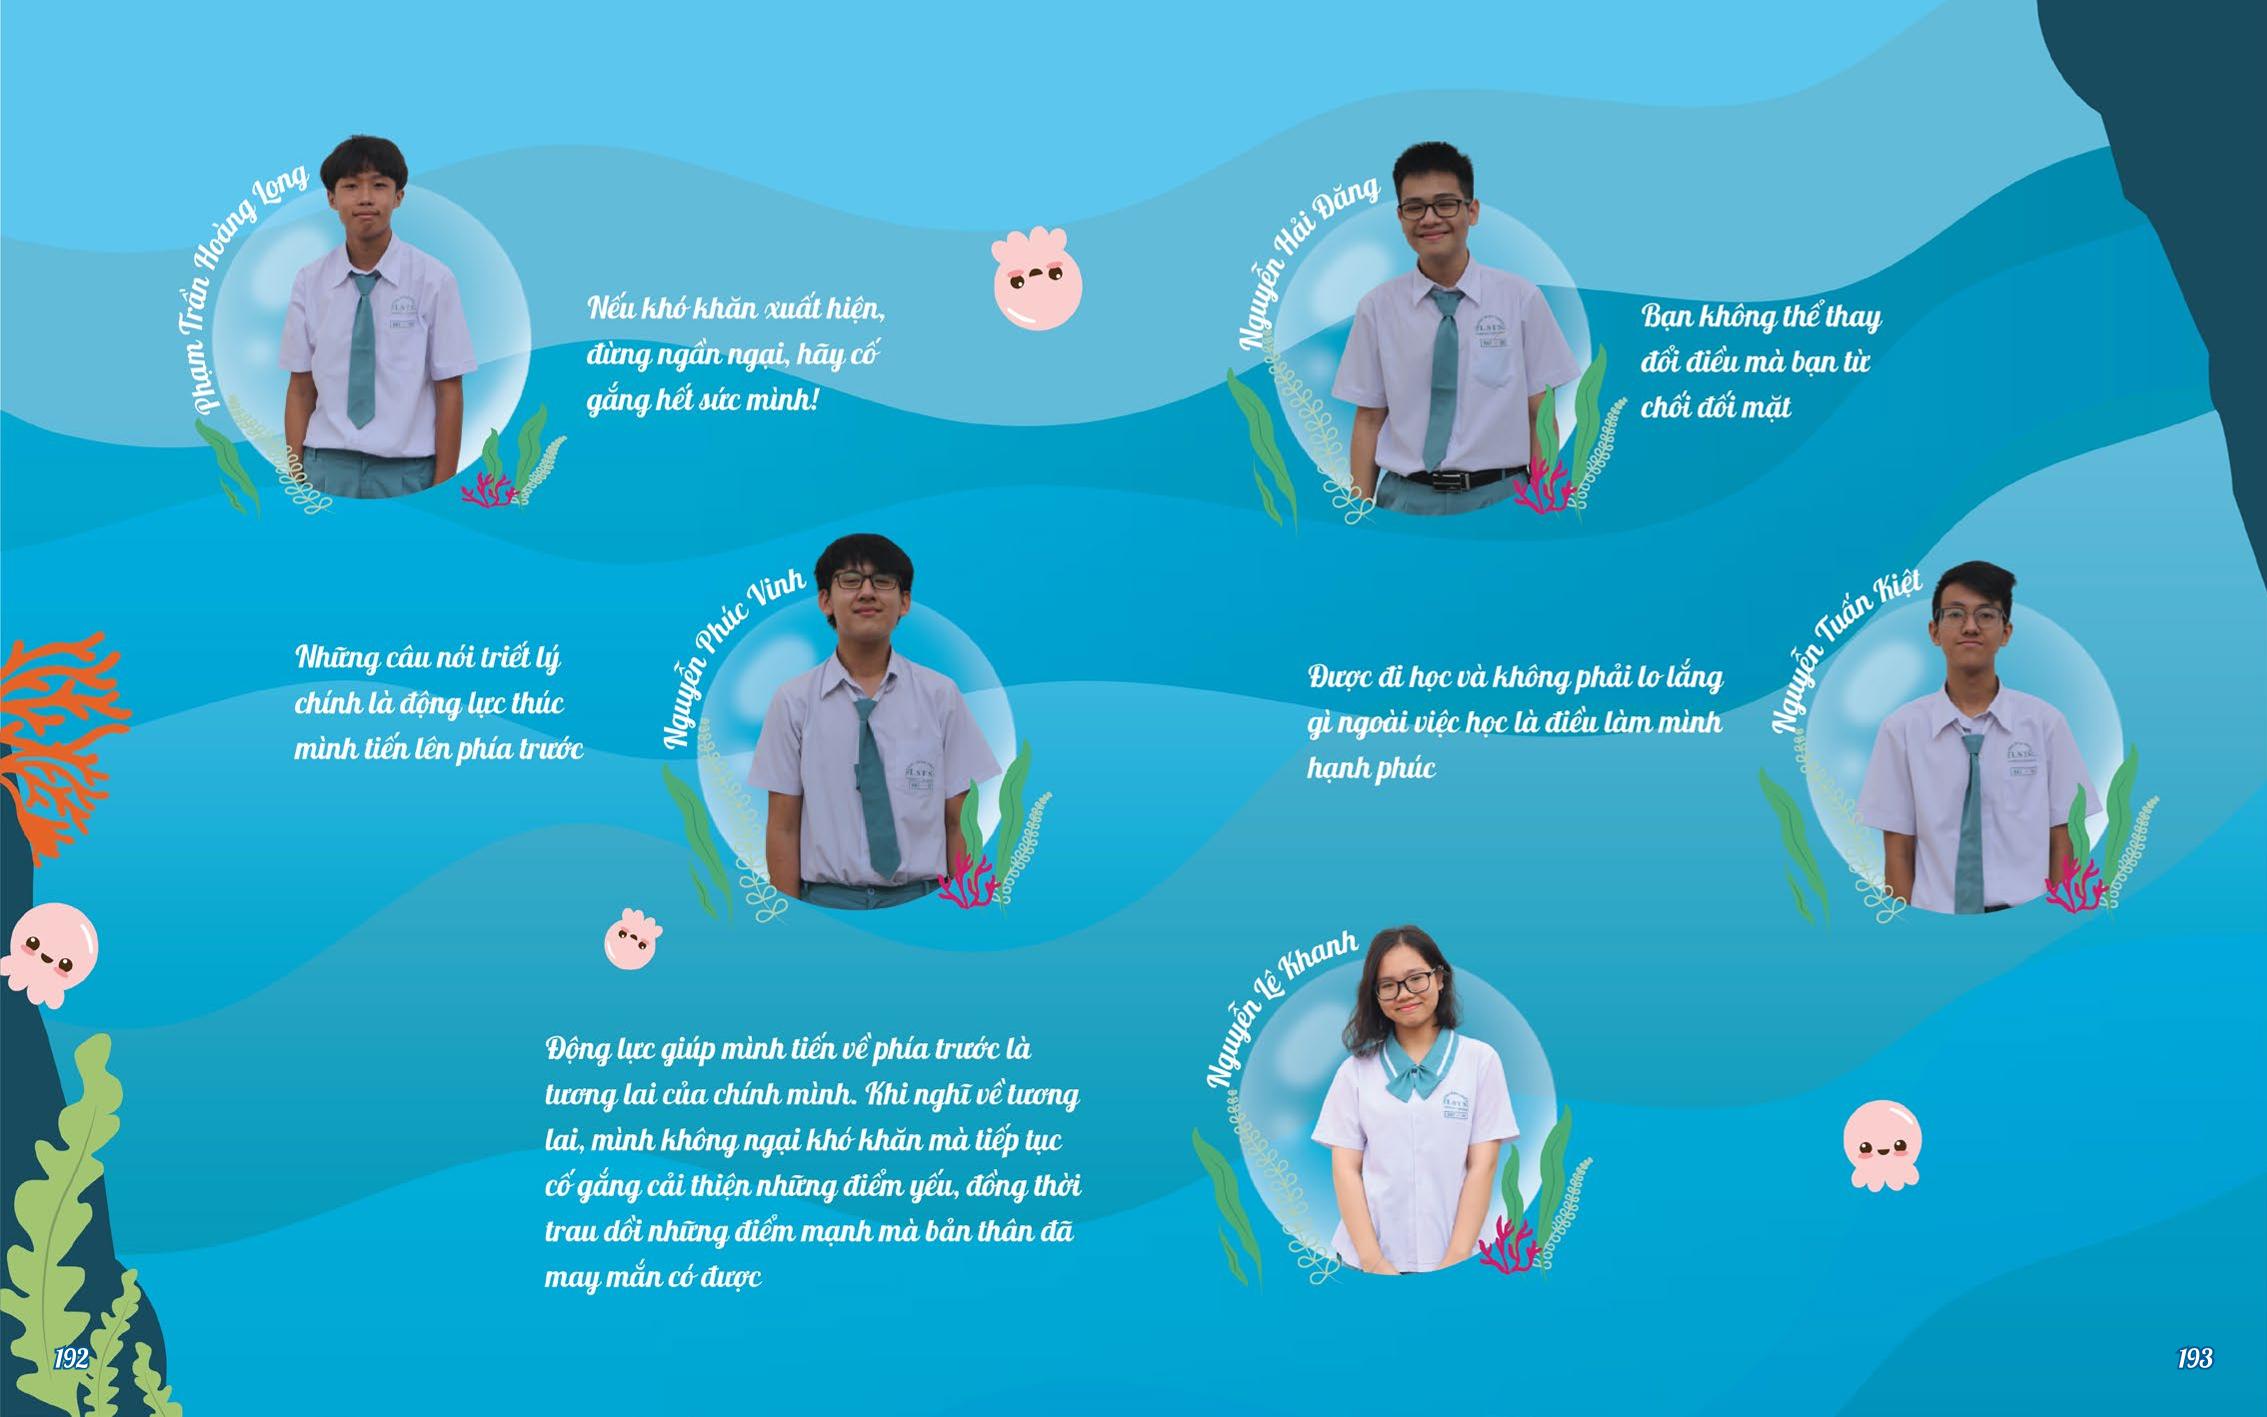 Phạm Trần Hoàng Long
Nếu khó khăn xuất hiện,
đừng ngần ngại, hãy cố
gắng hết sức mình!
Nguyễn Phúc Vinh
Những câu nói triết lý
chính là động lực thúc
mình tiến lên phía trước
Động lực giúp mình tiến về phía trước là
tương lai của chính mình. Khi nghĩ về tương
lai, mình không ngại khó khăn mà tiếp tục
cố gắng cải thiện những điểm yếu, đồng thời
trau dồi những điểm mạnh mà bản thân đã
may mắn có được
192
Nguyễn Hải Đăng
Bạn không thể thay
đổi điều mà bạn từ
chối đối mặt
Nguyễn Tuấn Kiệt
Được đi học và không phải lo lắng
gì ngoài việc học là điều làm mình
hạnh phúc
Nguyễn Lê Khanh
193